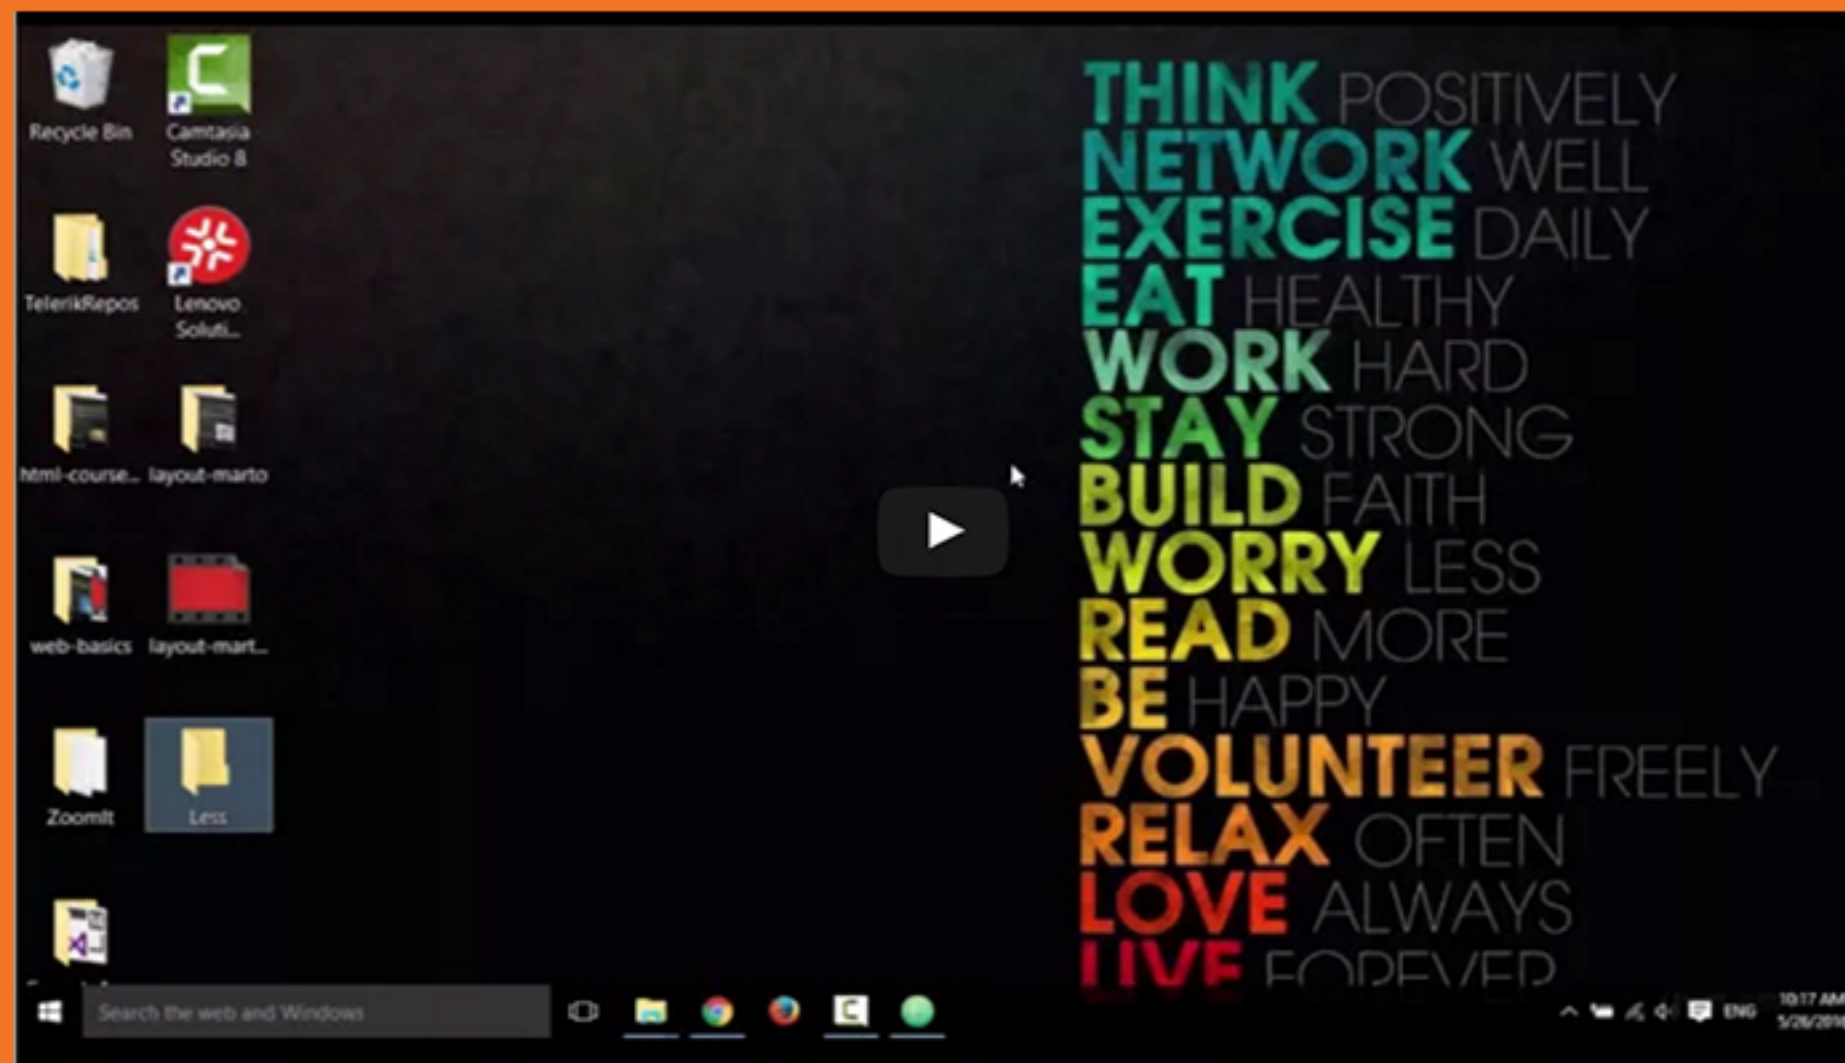 Recycle Bin
Camtasia
Studio 8
TelerikRepos
Lenovo
Soluti...
html-course...
layout-marto
web-basics
layout-mart...
ZoomIt
Less
THINK POSITIVELY
NETWORK WELL
EXERCISE DAILY
EAT HEALTHY
WORK HARD
STAY STRONG
BUILD FAITH
WORRY LESS
READ MORE
BE HAPPY
VOLUNTEER FREELY
RELAX OFTEN
LOVE ALWAYS
LIVE FOREVER
Search the web and Windows
ENG
10:17 AM